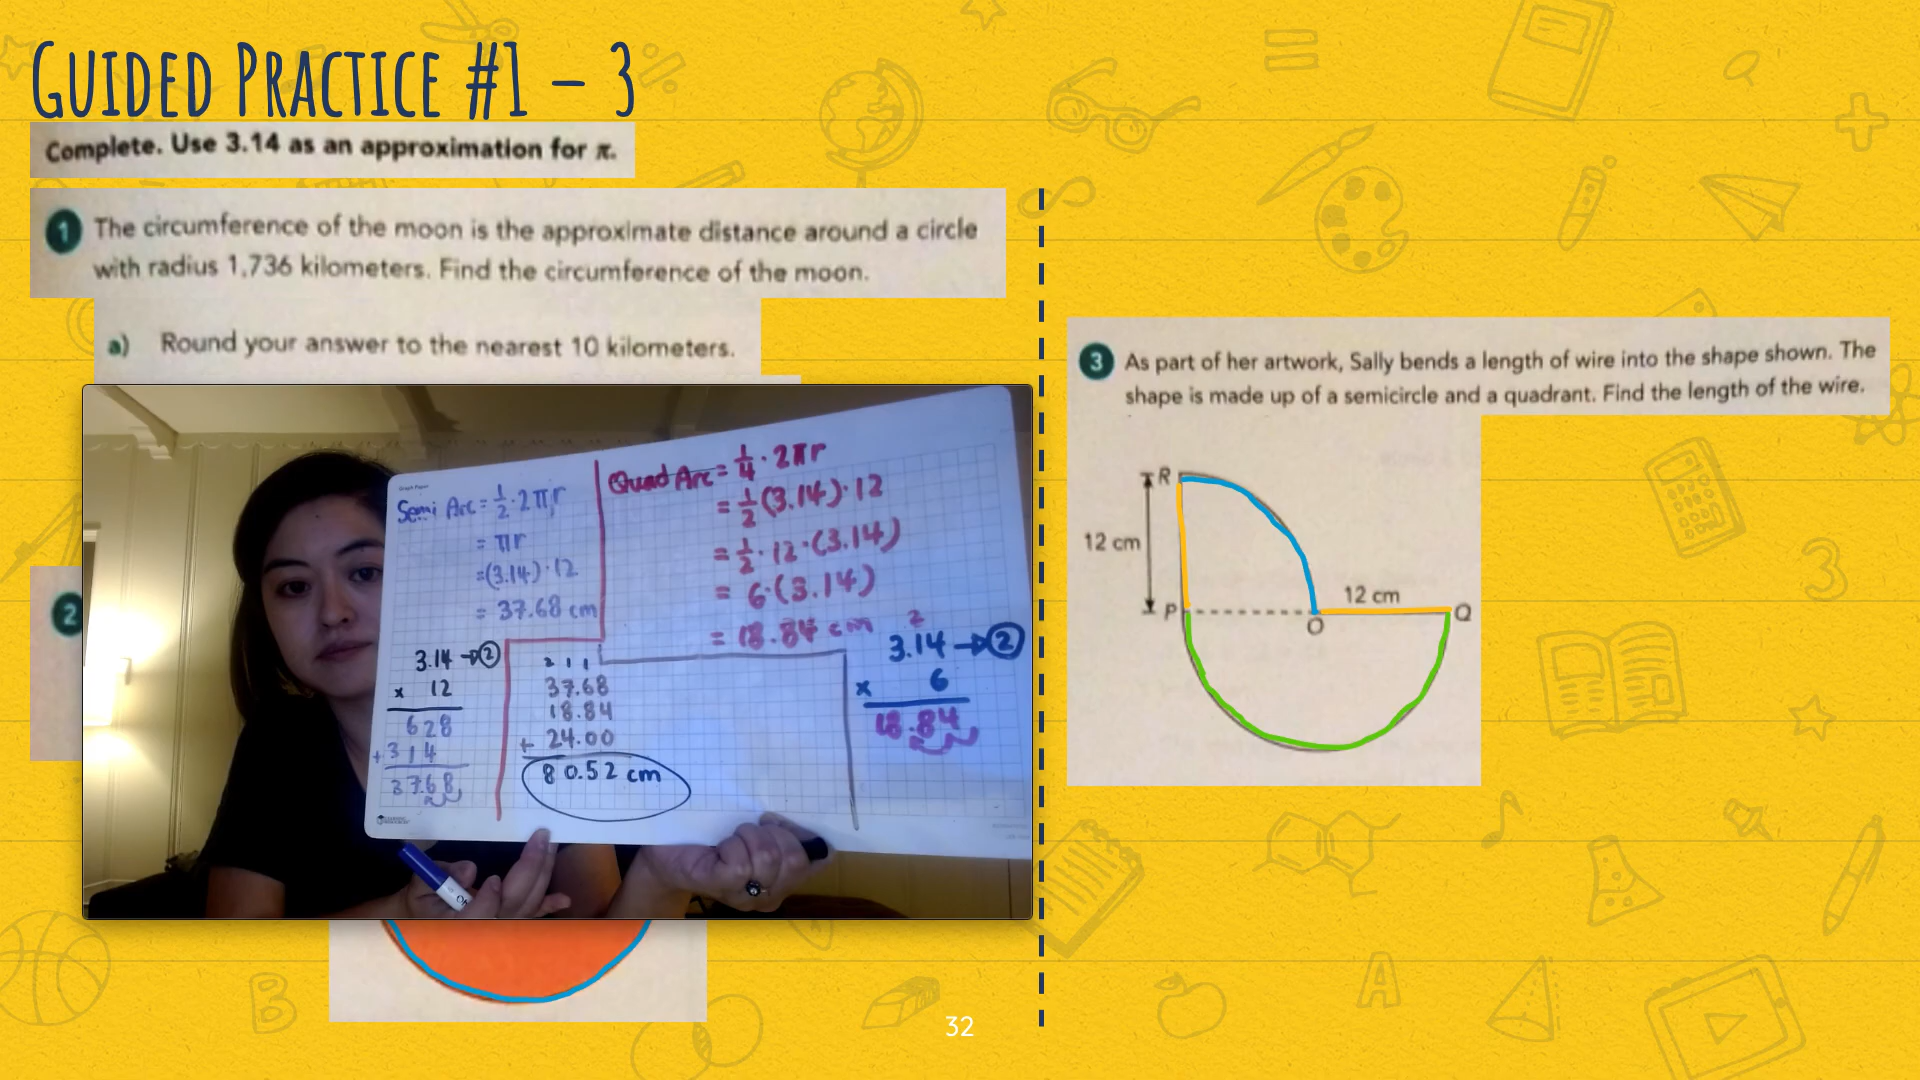 GUIDED PRACTICE #1 – 3
Complete. Use 3.14 as an approximation for π.
1 The circumference of the moon is the approximate distance around a circle
with radius 1,736 kilometers. Find the circumference of the moon.
a) Round your answer to the nearest 10 kilometers.
2
Graph Paper
Semi Arc = 1/2 · 2πr
= πr
= (3.14) · 12
= 37.68 cm
3.14 → 2
x 12
628
+ 314
37.68
Quad Arc = 1/4 · 2πr
= 1/2 (3.14) · 12
= 1/2 · 12 · (3.14)
= 6 · (3.14)
= 18.84 cm
2 1 1
37.68
18.84
+ 24.00
80.52 cm
2
3.14 → 2
x 6
18.84
3 As part of her artwork, Sally bends a length of wire into the shape shown. The
shape is made up of a semicircle and a quadrant. Find the length of the wire.
R
12 cm
P
12 cm
O
Q
32